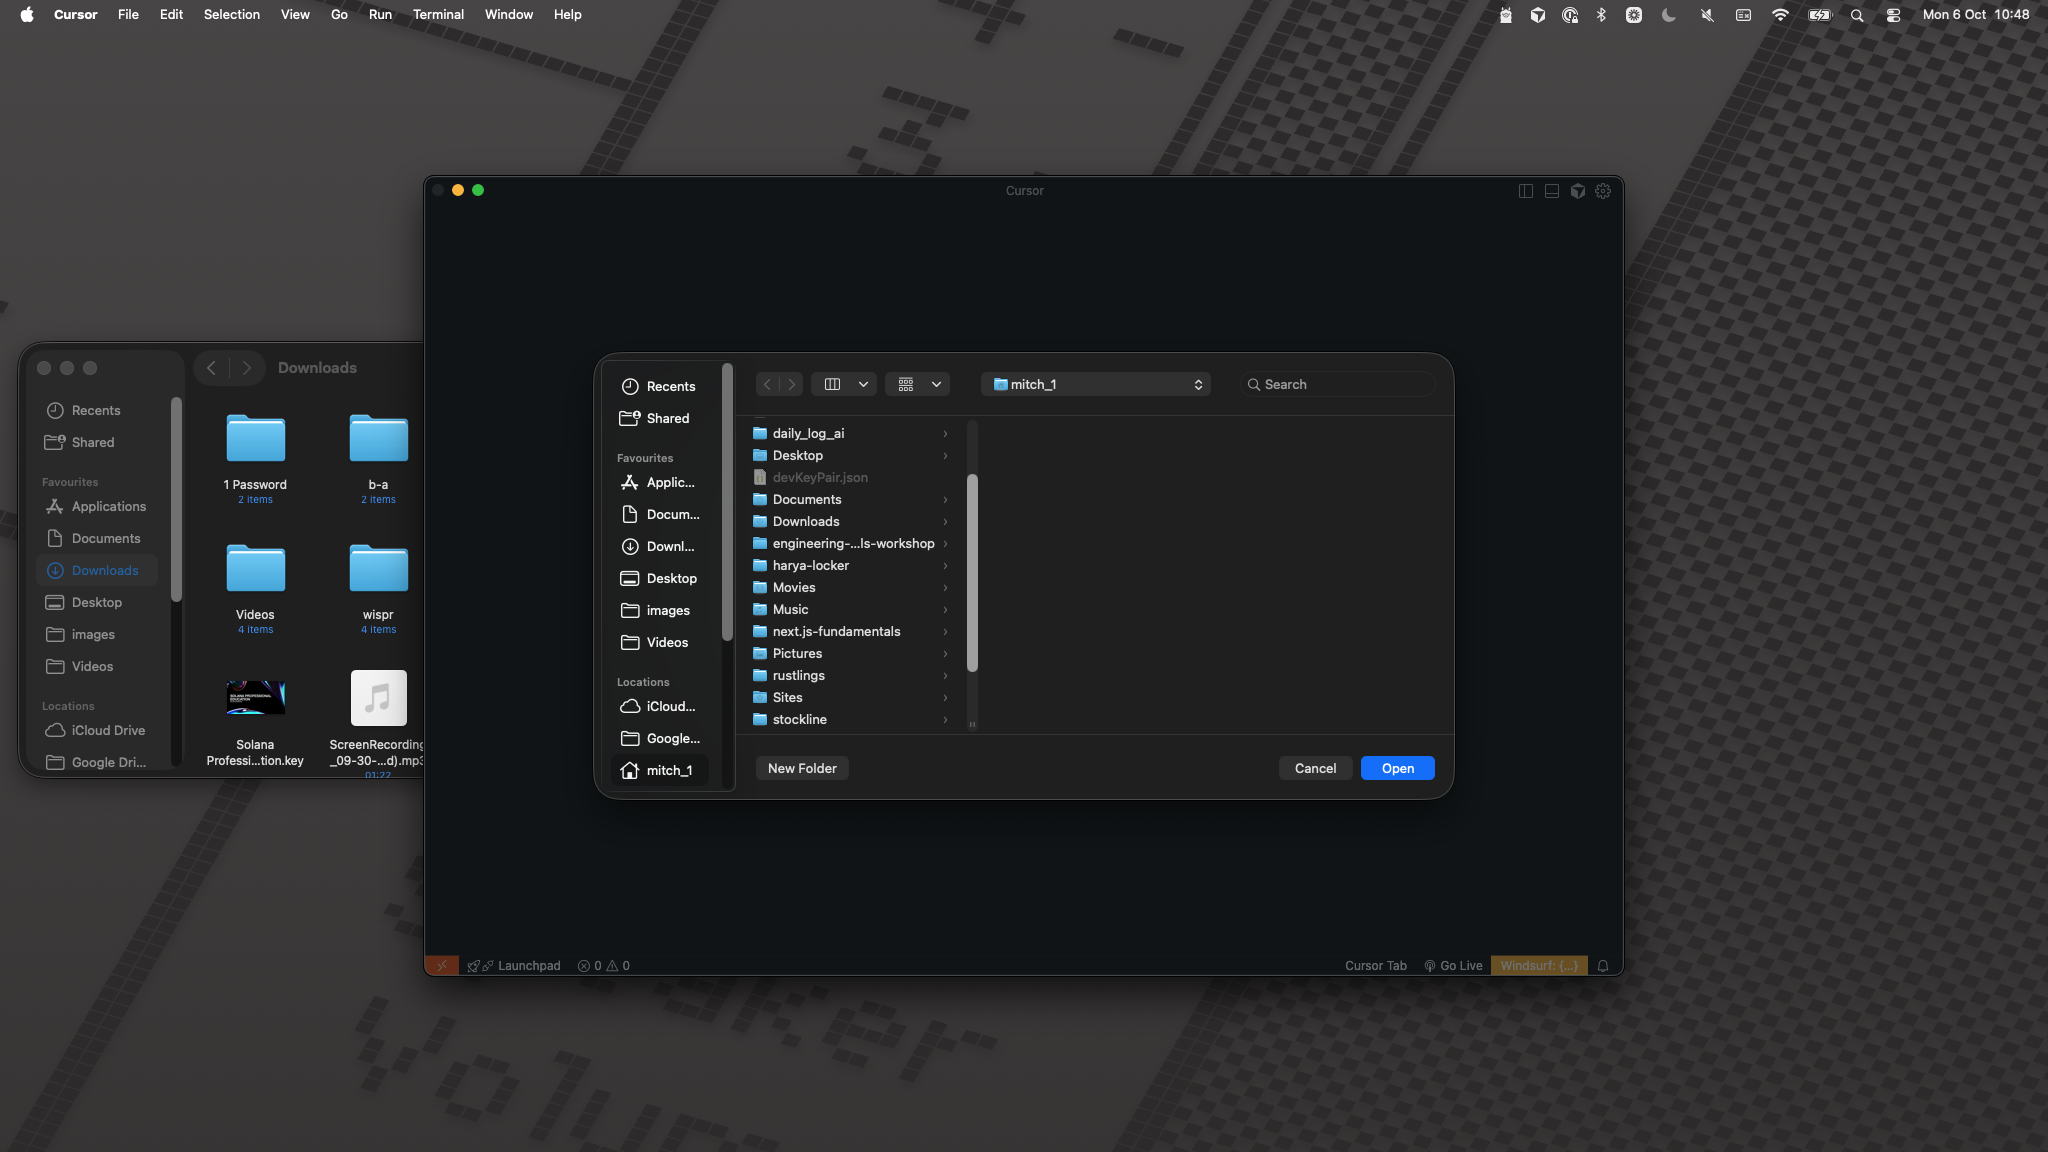 Cursor File Edit Selection View Go Run Terminal Window Help
Mon 6 Oct 10:48
Cursor
Downloads
Recents
Shared
Favourites
Applications
Documents
Downloads
Desktop
images
Videos
Locations
iCloud Drive
Google Dri...
1 Password
2 items
b-a
2 items
Videos
4 items
wispr
4 items
SOLANA PROFESSIONAL
EDUCATION
Solana
Professi...tion.key
ScreenRecording
_09-30-...d).mp3
01:22
Recents
Shared
Favourites
Applic...
Docum...
Downl...
Desktop
images
Videos
Locations
iCloud...
Google...
mitch_1
mitch_1
Search
daily_log_ai
Desktop
devKeyPair.json
Documents
Downloads
engineering-...ls-workshop
harya-locker
Movies
Music
next.js-fundamentals
Pictures
rustlings
Sites
stockline
New Folder
Cancel
Open
Launchpad 0 0
Cursor Tab Go Live Windsurf: {...}